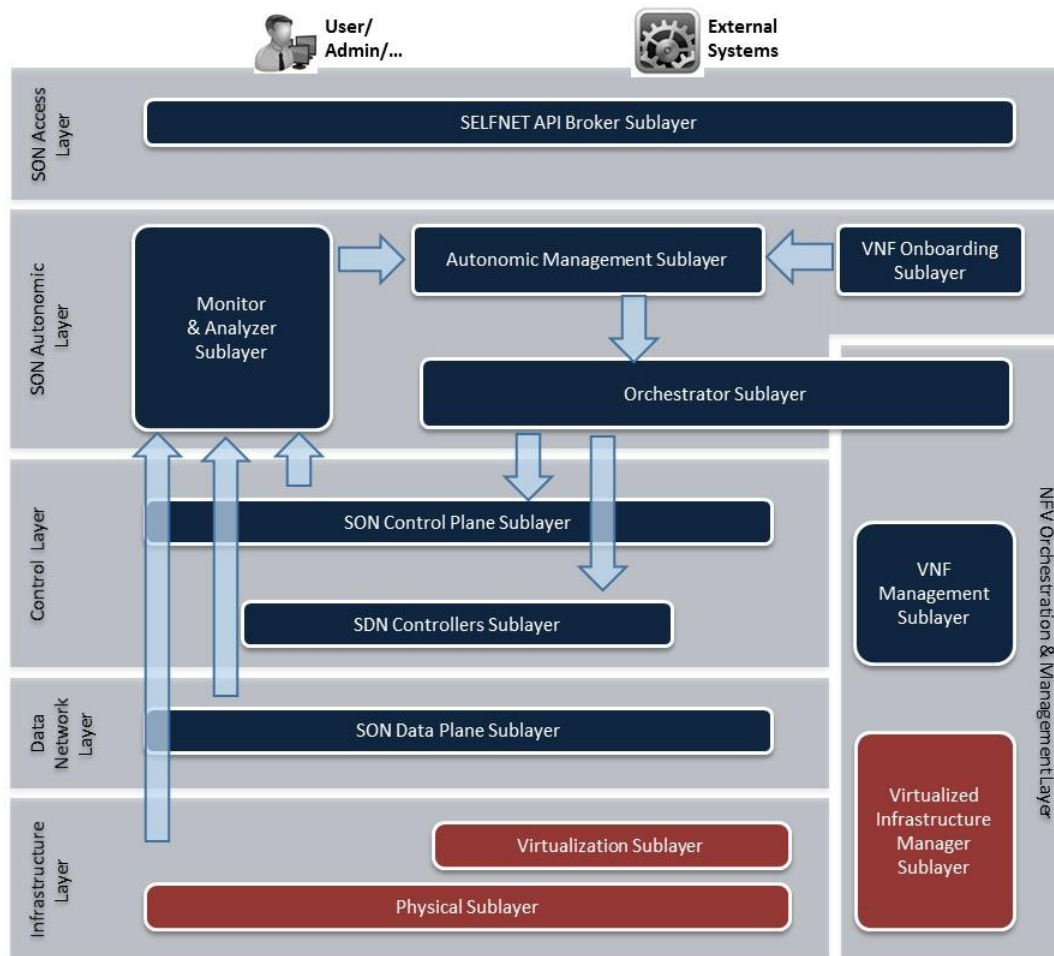 User/
Admin/...
External
Systems
SON Access
Layer
SELFNET API Broker Sublayer
SON Autonomic
Layer
Monitor
& Analyzer
Sublayer
Autonomic Management Sublayer
VNF Onboarding
Sublayer
Orchestrator Sublayer
Control Layer
SON Control Plane Sublayer
SDN Controllers Sublayer
NFV Orchestration & Management Layer
VNF
Management
Sublayer
Data
Network
Layer
SON Data Plane Sublayer
Virtualized
Infrastructure
Manager
Sublayer
Infrastructure
Layer
Virtualization Sublayer
Physical Sublayer